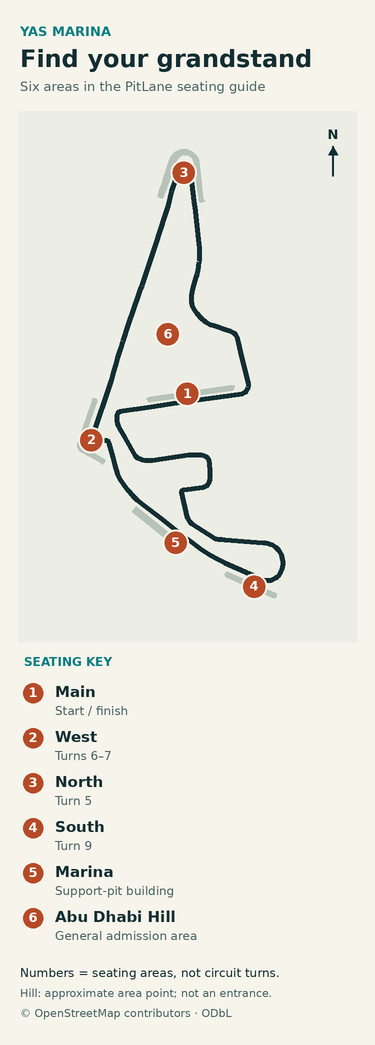 YAS MARINA
Find your grandstand
Six areas in the PitLane seating guide
N
3
6
1
2
5
4
SEATING KEY
1 Main
Start / finish
2 West
Turns 6–7
3 North
Turn 5
4 South
Turn 9
5 Marina
Support-pit building
6 Abu Dhabi Hill
General admission area
Numbers = seating areas, not circuit turns.
Hill: approximate area point; not an entrance.
© OpenStreetMap contributors · ODbL